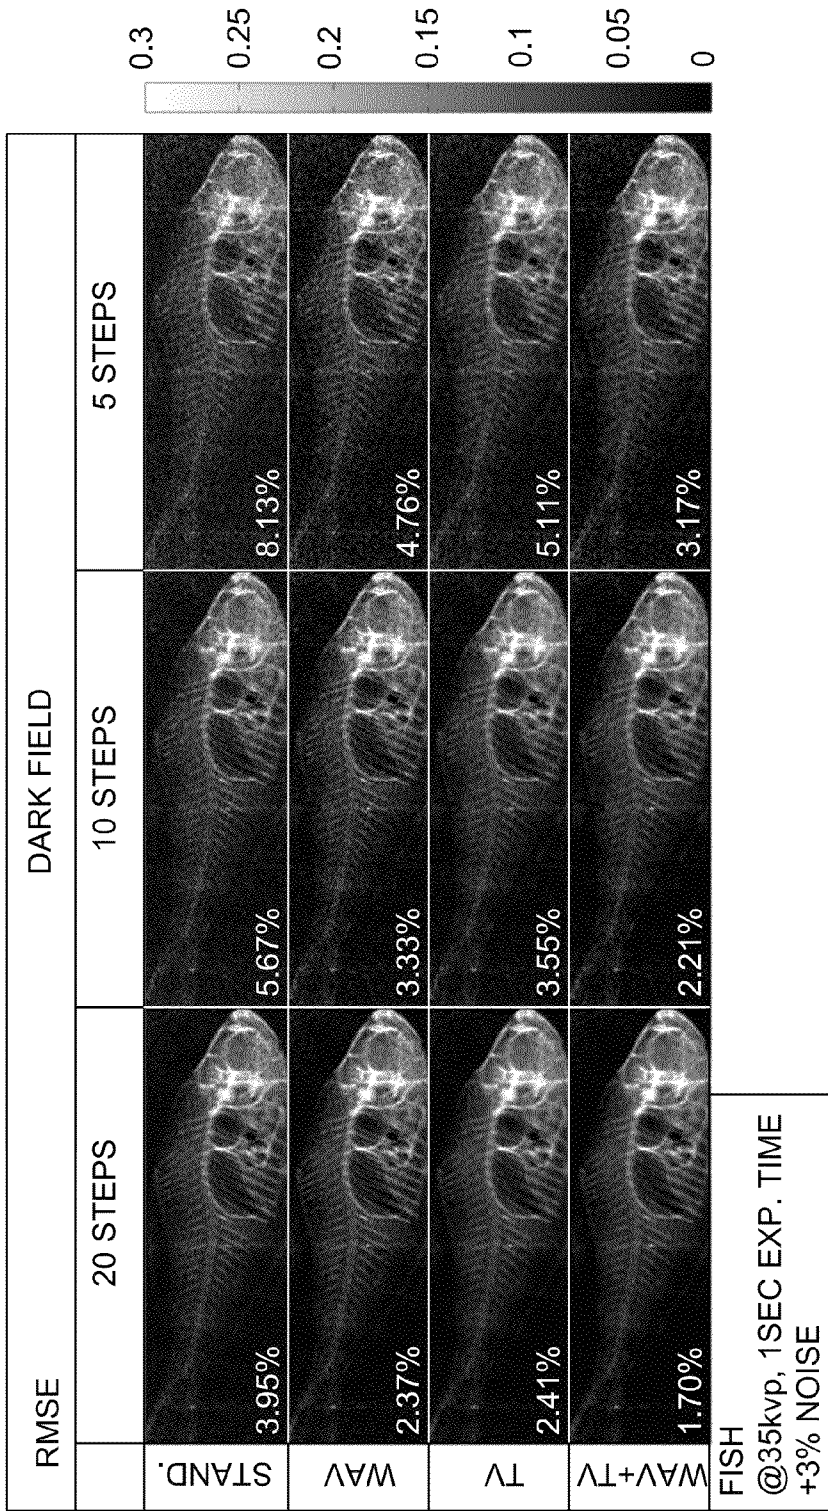 RMSE
DARK FIELD
20 STEPS
10 STEPS
5 STEPS
STAND.
3.95%
5.67%
8.13%
WAV
2.37%
3.33%
4.76%
TV
2.41%
3.55%
5.11%
WAV+TV
1.70%
2.21%
3.17%
0.3
0.25
0.2
0.15
0.1
0.05
0
FISH
@35kvp, 1SEC EXP. TIME
+3% NOISE